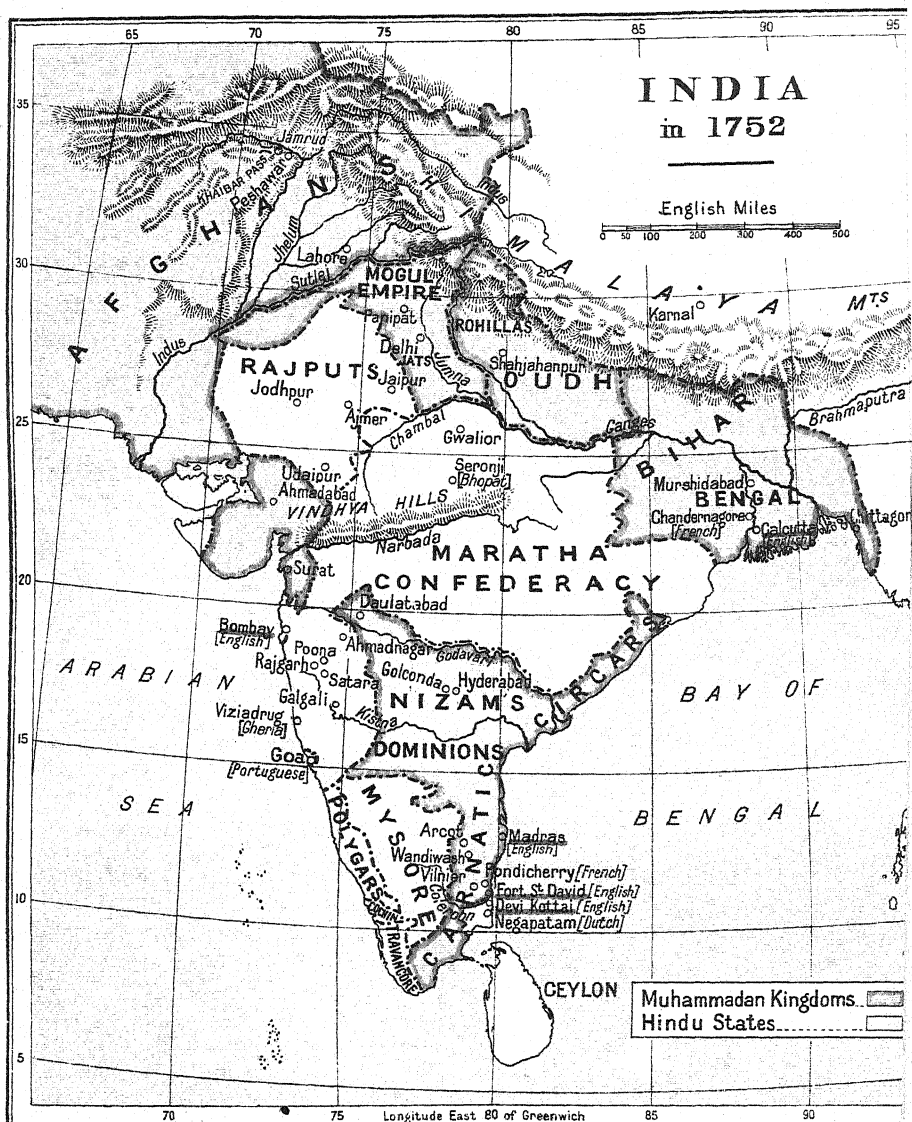 65 70 75 80 85 90 95
INDIA
in 1752
English Miles
0 50 100 200 300 400 500
35
30
25
20
15
10
5
AFGHANS
KHAIBAR PASS
Jamrud
Peshawar
Jhelum
Indus
HIMALAYA MTS
Lahore
Sutlej
MOGUL
EMPIRE
Panipat
Karnal
ROHILLAS
Delhi
JATS
Jumna
Shahjahanpur
OUDH
Indus
RAJPUTS
Jodhpur
Jaipur
Ajmer
Chambal
Gwalior
Ganges
BIHAR
Brahmaputra
Udaipur
Ahmadabad
Seronji
[Bhopal]
VINDHYA HILLS
Murshidabad
BENGAL
Chandernagore
[French]
Calcutta
[English]
Narbada
MARATHA
CONFEDERACY
Surat
Daulatabad
Bombay
[English]
Poona
Ahmadnagar
Godavari
Rajgarh
Satara
Golconda
Hyderabad
CIRCARS
Galgali
NIZAM'S
Viziadrug
[Gheria]
Kistna
ARABIAN
SEA
BAY OF
BENGAL
Goa
[Portuguese]
DOMINIONS
MYSORE
POLYGARS
CARNATIC
Arcot
Madras
[English]
Wandiwash
Pondicherry [French]
Fort St David [English]
Devi Kottai [English]
Negapatam [Dutch]
TRAVANCORE
CEYLON
Muhammadan Kingdoms
Hindu States
70 75 80 85 90
Longitude East 80 of Greenwich